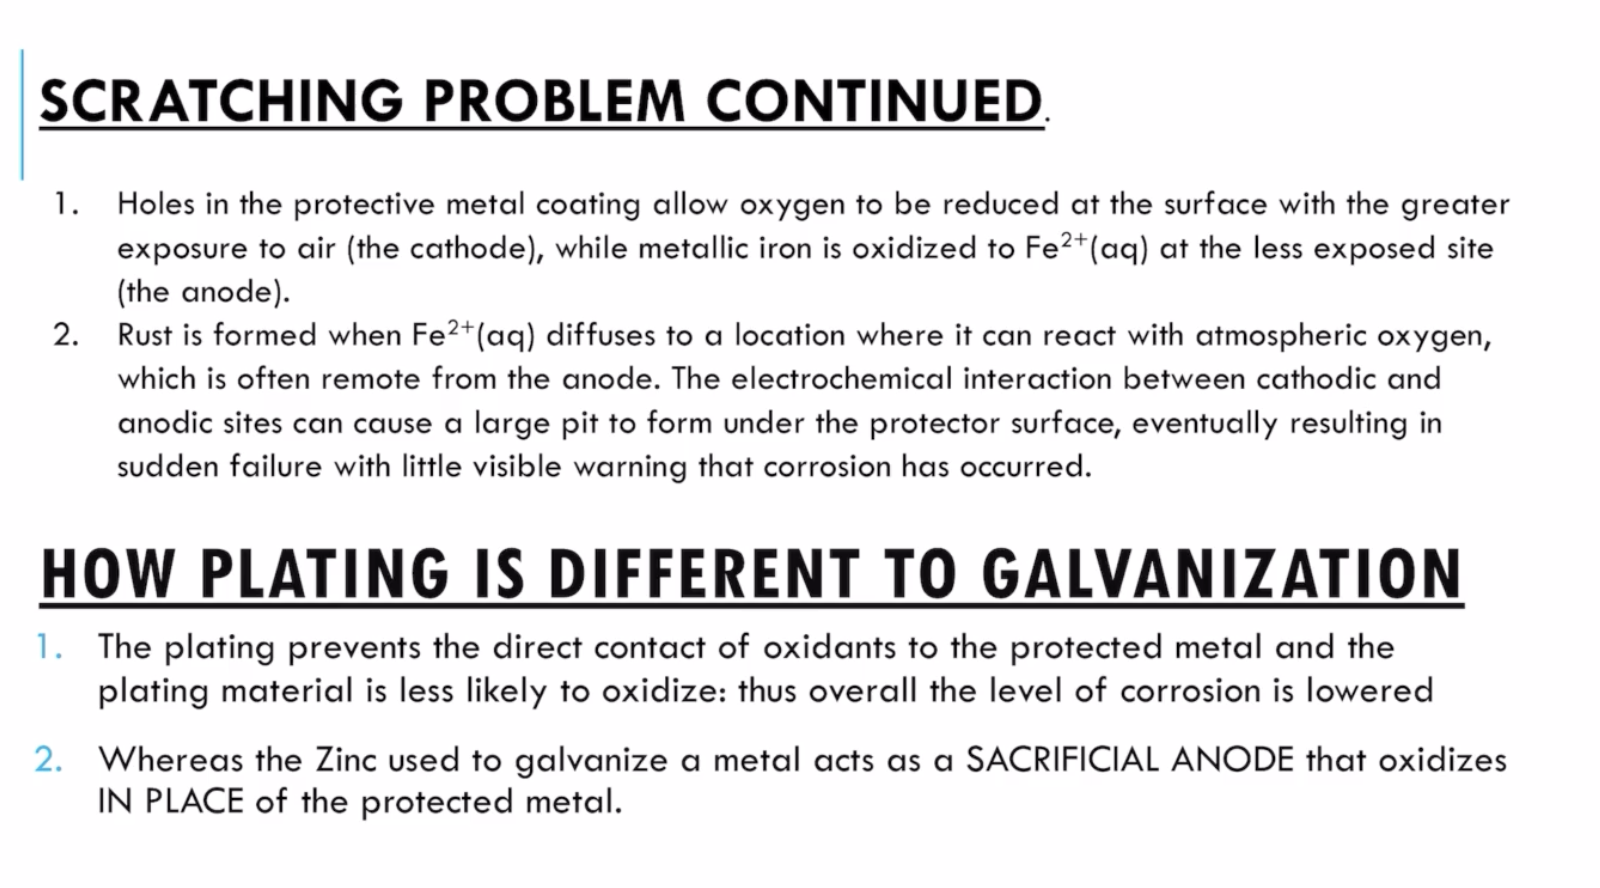 SCRATCHING PROBLEM CONTINUED.
1. Holes in the protective metal coating allow oxygen to be reduced at the surface with the greater
exposure to air (the cathode), while metallic iron is oxidized to Fe²⁺(aq) at the less exposed site
(the anode).
2. Rust is formed when Fe²⁺(aq) diffuses to a location where it can react with atmospheric oxygen,
which is often remote from the anode. The electrochemical interaction between cathodic and
anodic sites can cause a large pit to form under the protector surface, eventually resulting in
sudden failure with little visible warning that corrosion has occurred.
HOW PLATING IS DIFFERENT TO GALVANIZATION
1. The plating prevents the direct contact of oxidants to the protected metal and the
plating material is less likely to oxidize: thus overall the level of corrosion is lowered
2. Whereas the Zinc used to galvanize a metal acts as a SACRIFICIAL ANODE that oxidizes
IN PLACE of the protected metal.